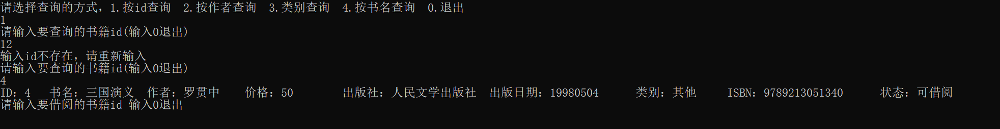 请选择查询的方式，1.按id查询  2.按作者查询  3.类别查询  4.按书名查询  0.退出
1
请输入要查询的书籍id(输入0退出)
12
输入id不存在，请重新输入
请输入要查询的书籍id(输入0退出)
4
ID：4   书名：三国演义  作者：罗贯中    价格：50        出版社：人民文学出版社  出版日期：19980504      类别：其他     ISBN：9789213051340      状态：可借阅
请输入要借阅的书籍id 输入0退出